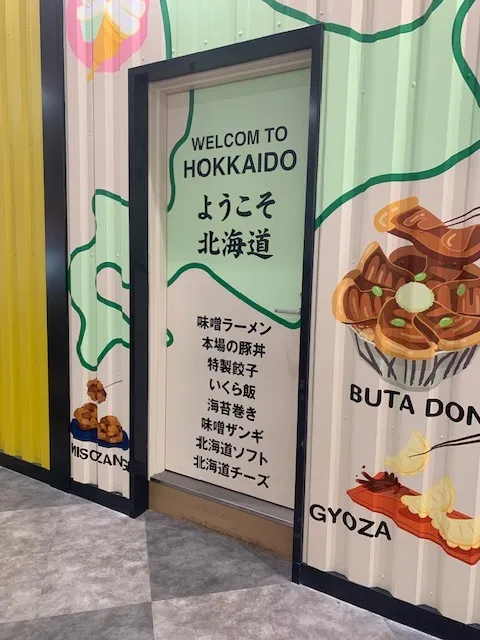 WELCOM TO
HOKKAIDO
ようこそ
北海道
味噌ラーメン
本場の豚丼
特製餃子
いくら飯
海苔巻き
味噌ザンギ
北海道ソフト
北海道チーズ
MISOZANG
BUTA DON
GYOZA